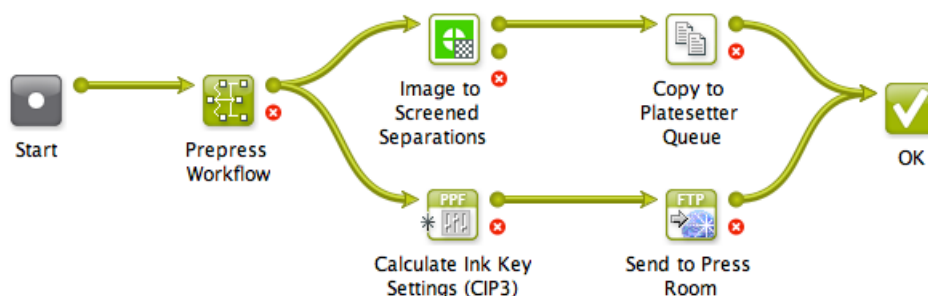 Start
Prepress
Workflow
Image to
Screened
Separations
Copy to
Platesetter
Queue
OK
PPF
Calculate Ink Key
Settings (CIP3)
FTP
Send to Press
Room